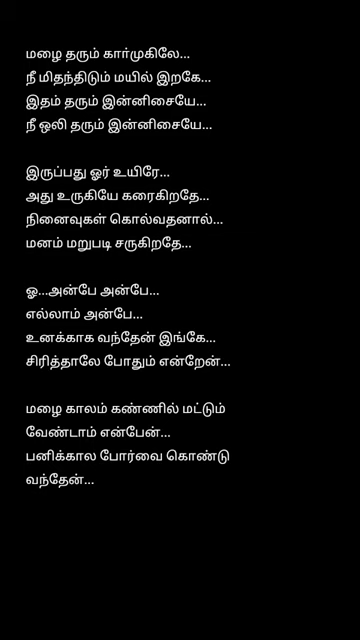 மழை தரும் கார்முகிலே...
நீ மிதந்திடும் மயில் இறகே...
இதம் தரும் இன்னிசையே...
நீ ஒலி தரும் இன்னிசையே...
இருப்பது ஓர் உயிரே...
அது உருகியே கரைகிறதே...
நினைவுகள் கொல்வதனால்...
மனம் மறுபடி சருகிறதே...
ஓ...அன்பே அன்பே...
எல்லாம் அன்பே...
உனக்காக வந்தேன் இங்கே...
சிரித்தாலே போதும் என்றேன்...
மழை காலம் கண்ணில் மட்டும்
வேண்டாம் என்பேன்...
பனிக்கால போர்வை கொண்டு
வந்தேன்...